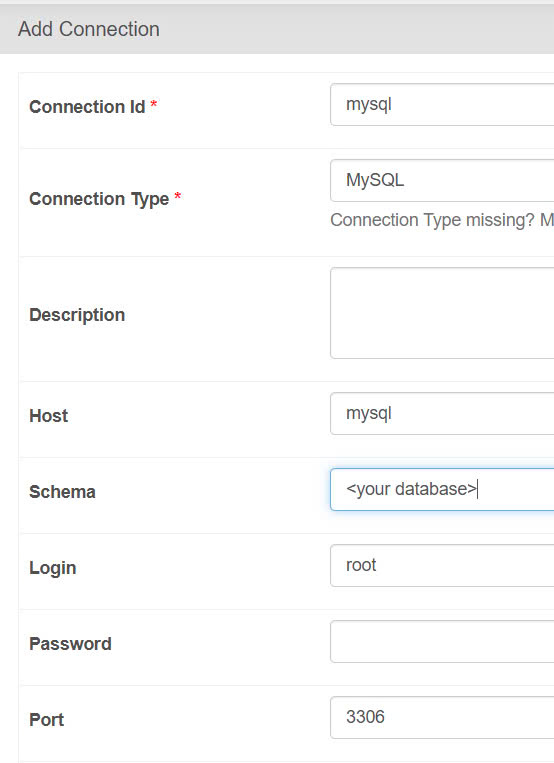 Add Connection
Connection Id *
mysql
Connection Type *
MySQL
Connection Type missing? M
Description
Host
mysql
Schema
<your database>
Login
root
Password
Port
3306